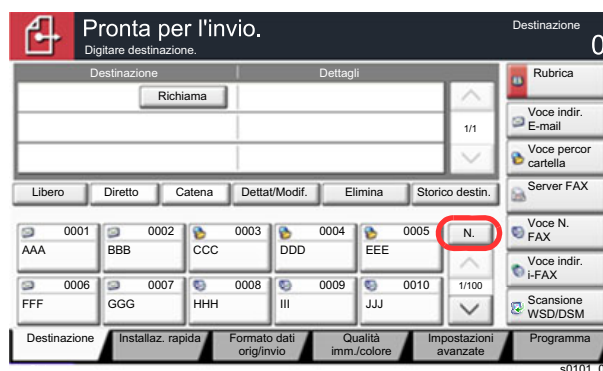 Pronta per l'invio.
Digitare destinazione.
Destinazione
0
Destinazione Dettagli
Richiama
1/1
Rubrica
Voce indir.
E-mail
Voce percor
cartella
Server FAX
Voce N.
FAX
Voce indir.
i-FAX
Scansione
WSD/DSM
Libero Diretto Catena Dettat/Modif. Elimina Storico destin.
0001 0002 0003 0004 0005 N.
AAA BBB CCC DDD EEE
0006 0007 0008 0009 0010 1/100
FFF GGG HHH III JJJ
Destinazione Installaz. rapida Formato dati
orig/invio Qualità
imm./colore Impostazioni
avanzate Programma